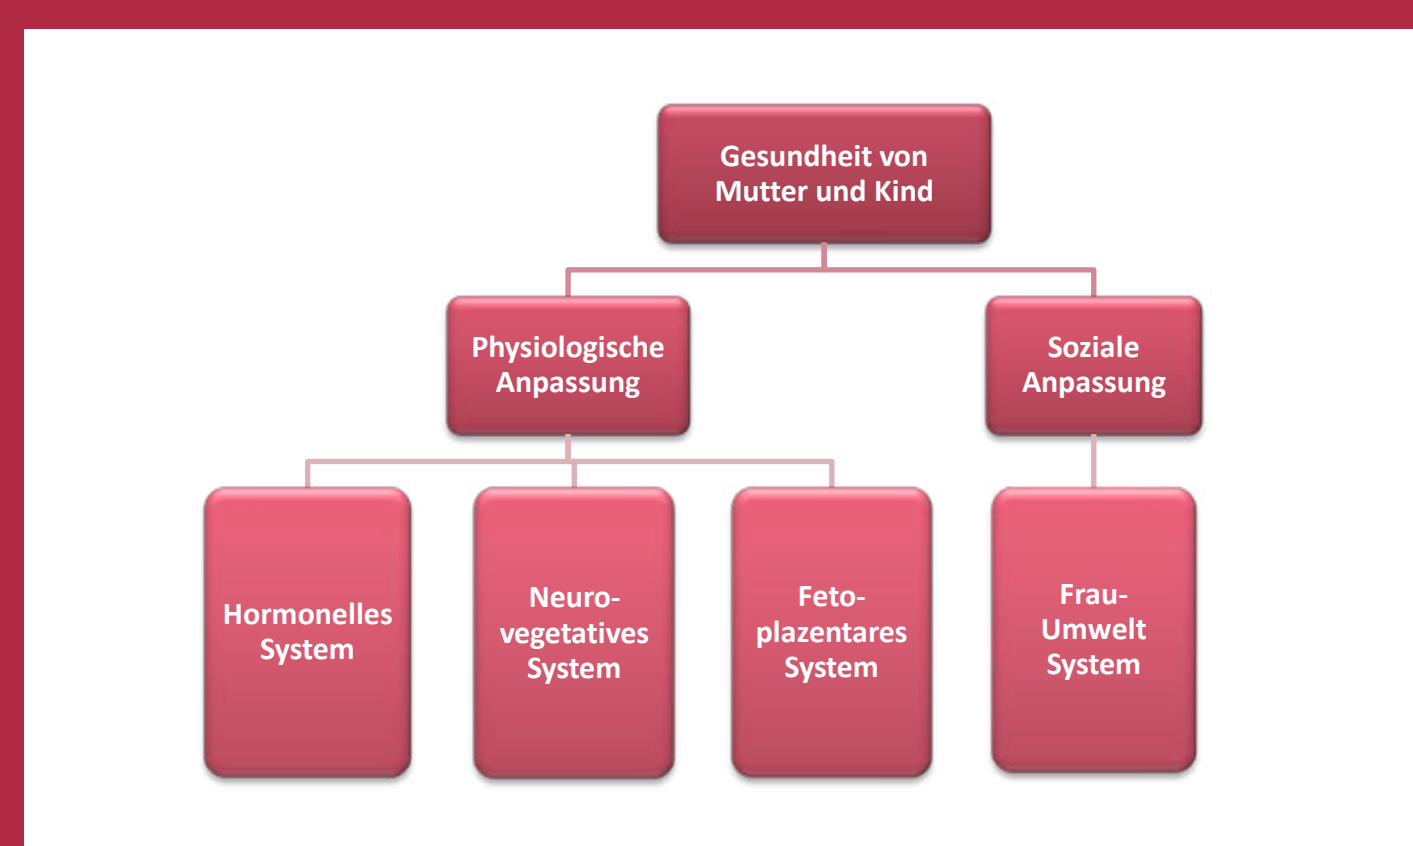 Gesundheit von
Mutter und Kind
Physiologische
Anpassung
Soziale
Anpassung
Hormonelles
System
Neuro-
vegetatives
System
Feto-
plazentares
System
Frau-
Umwelt
System